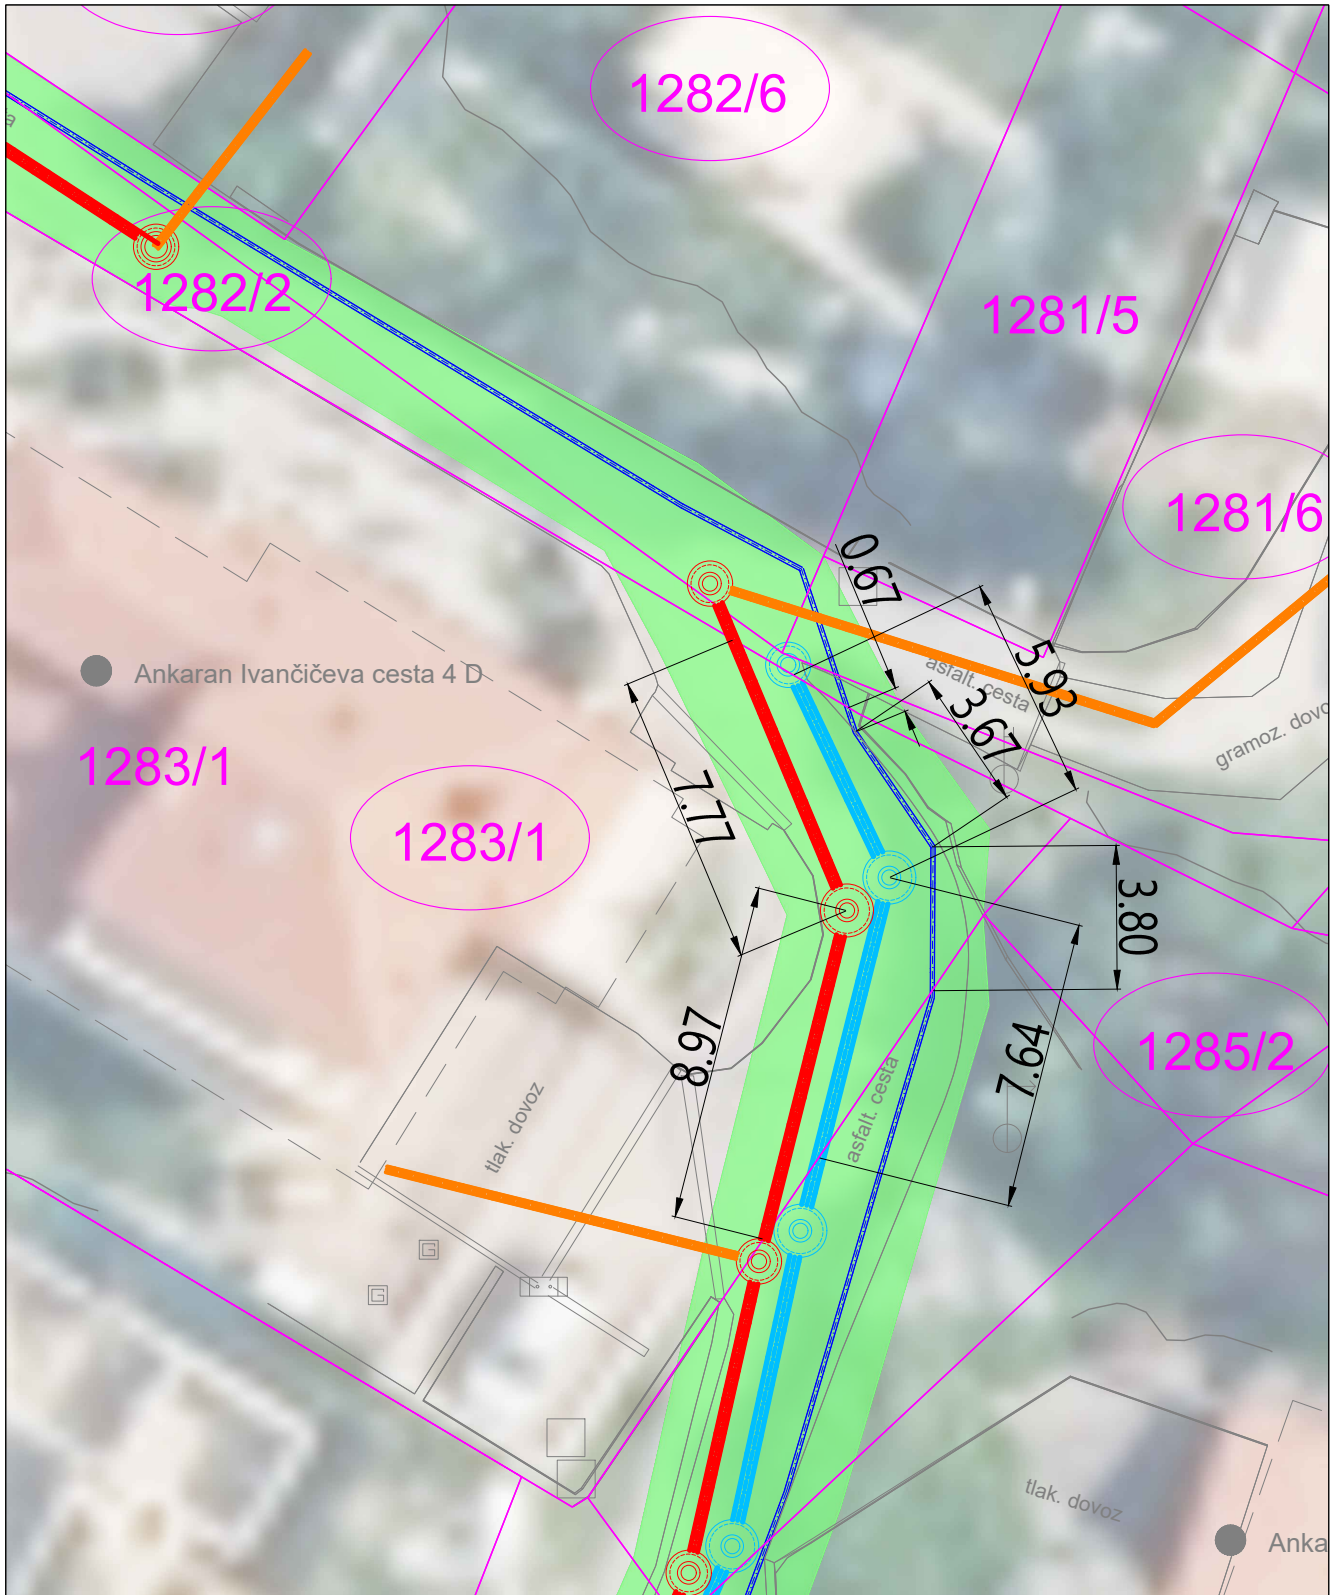 1282/6
1282/2
1281/5
1281/6
0.67
5.93
asfalt. cesta
3.67
gramoz. dovo
Ankaran Ivančičeva cesta 4 D
1283/1
1283/1
7.77
3.80
8.97
7.64
1285/2
asfalt. cesta
tlak. dovoz
G
G
tlak. dovoz
Anka